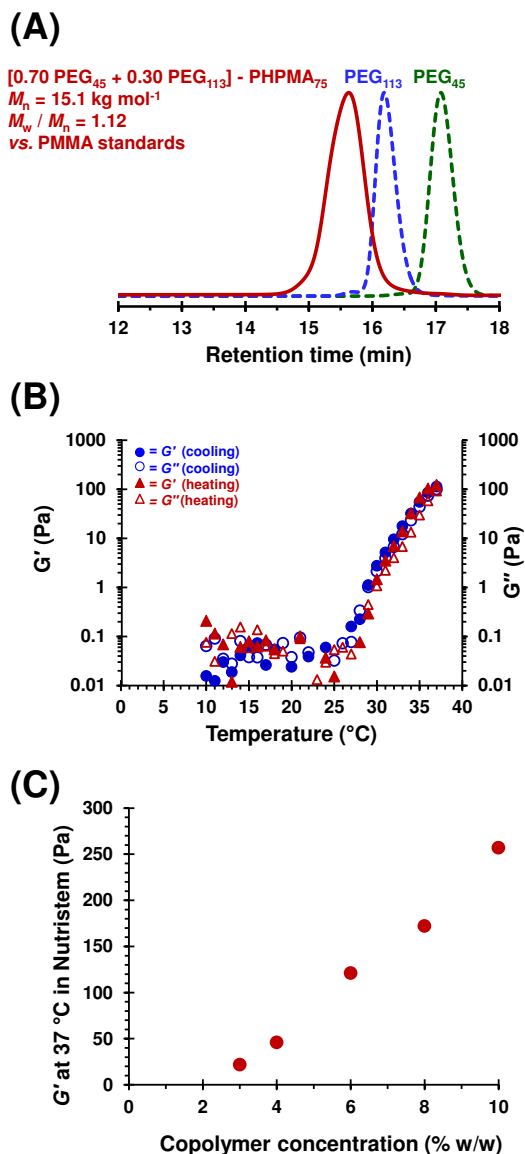 (A)
[0.70 PEG45 + 0.30 PEG113] - PHPMA75
Mn = 15.1 kg mol-1
Mw / Mn = 1.12
vs. PMMA standards
PEG113
PEG45
12 13 14 15 16 17 18
Retention time (min)
(B)
1000
100
10
1
0.1
0.01
G′ (Pa)
= G′ (cooling)
= G″ (cooling)
= G′ (heating)
= G″ (heating)
1000
100
10
1
0.1
0.01
G″ (Pa)
0 5 10 15 20 25 30 35 40
Temperature (°C)
(C)
300
250
200
150
100
50
0
G′ at 37 °C in Nutristem (Pa)
0 2 4 6 8 10
Copolymer concentration (% w/w)